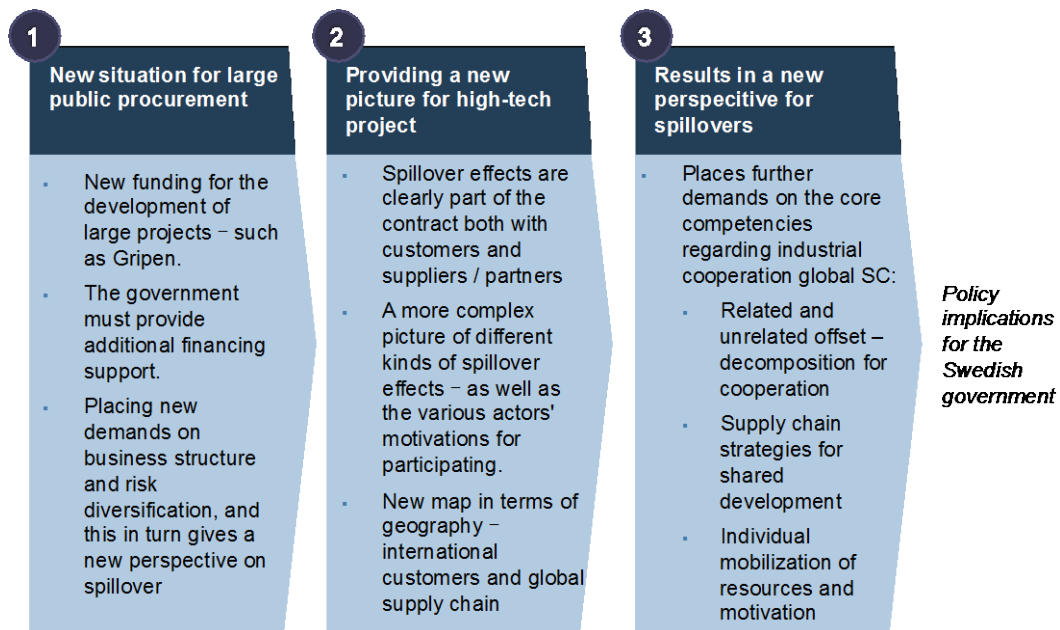 1
New situation for large
public procurement
▪ New funding for the
development of
large projects – such
as Gripen.
▪ The government
must provide
additional financing
support.
▪ Placing new
demands on
business structure
and risk
diversification, and
this in turn gives a
new perspective on
spillover
2
Providing a new
picture for high-tech
project
▪ Spillover effects are
clearly part of the
contract both with
customers and
suppliers / partners
▪ A more complex
picture of different
kinds of spillover
effects – as well as
the various actors'
motivations for
participating.
▪ New map in terms of
geography –
international
customers and global
supply chain
3
Results in a new
perspecitive for
spillovers
▪ Places further
demands on the core
competencies
regarding industrial
cooperation global SC:
▪ Related and
unrelated offset –
decomposition for
cooperation
▪ Supply chain
strategies for
shared
development
▪ Individual
mobilization of
resources and
motivation
Policy
implications
for the
Swedish
government